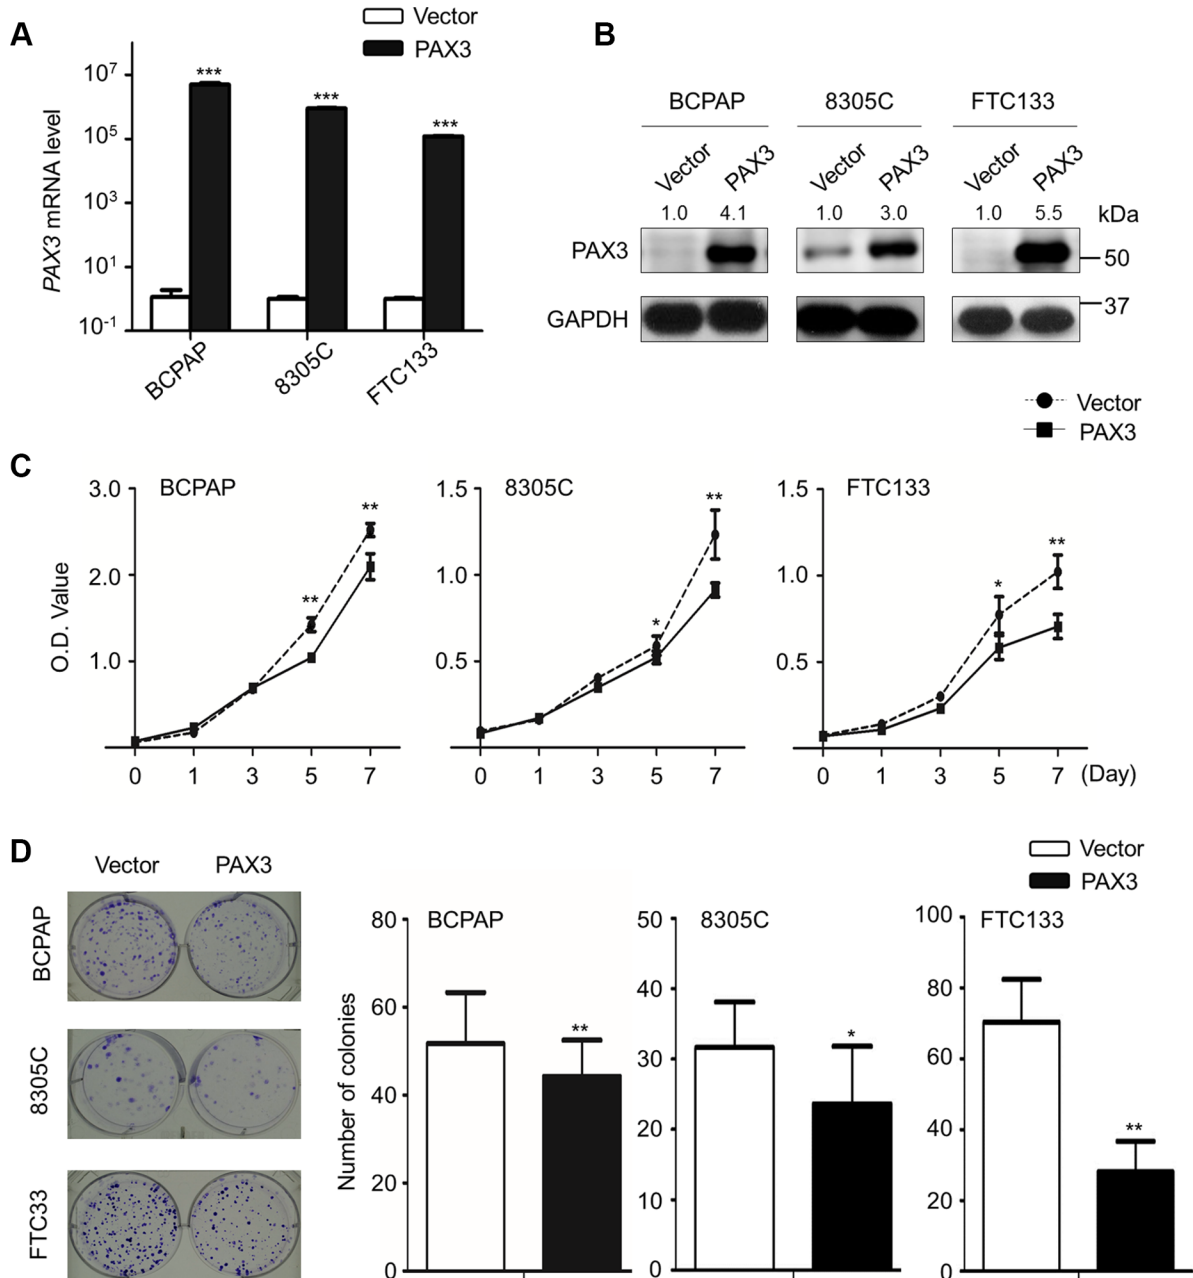 A
Vector
PAX3
PAX3 mRNA level
10^7
10^5
10^3
10^1
10^-1
***
***
***
BCPAP
8305C
FTC133
B
BCPAP 8305C FTC133
Vector PAX3 Vector PAX3 Vector PAX3
1.0 4.1 1.0 3.0 1.0 5.5 kDa
PAX3
50
GAPDH
37
Vector
PAX3
C
O.D. Value
BCPAP
3.0
2.0
1.0
**
**
0 1 3 5 7
8305C
1.5
1.0
0.5
*
**
0 1 3 5 7
FTC133
1.5
1.0
0.5
*
**
0 1 3 5 7 (Day)
D
Vector PAX3
BCPAP
8305C
FTC33
Vector
PAX3
Number of colonies
BCPAP
80
60
40
20
0
**
8305C
50
40
30
20
10
0
*
FTC133
100
80
60
40
20
0
**